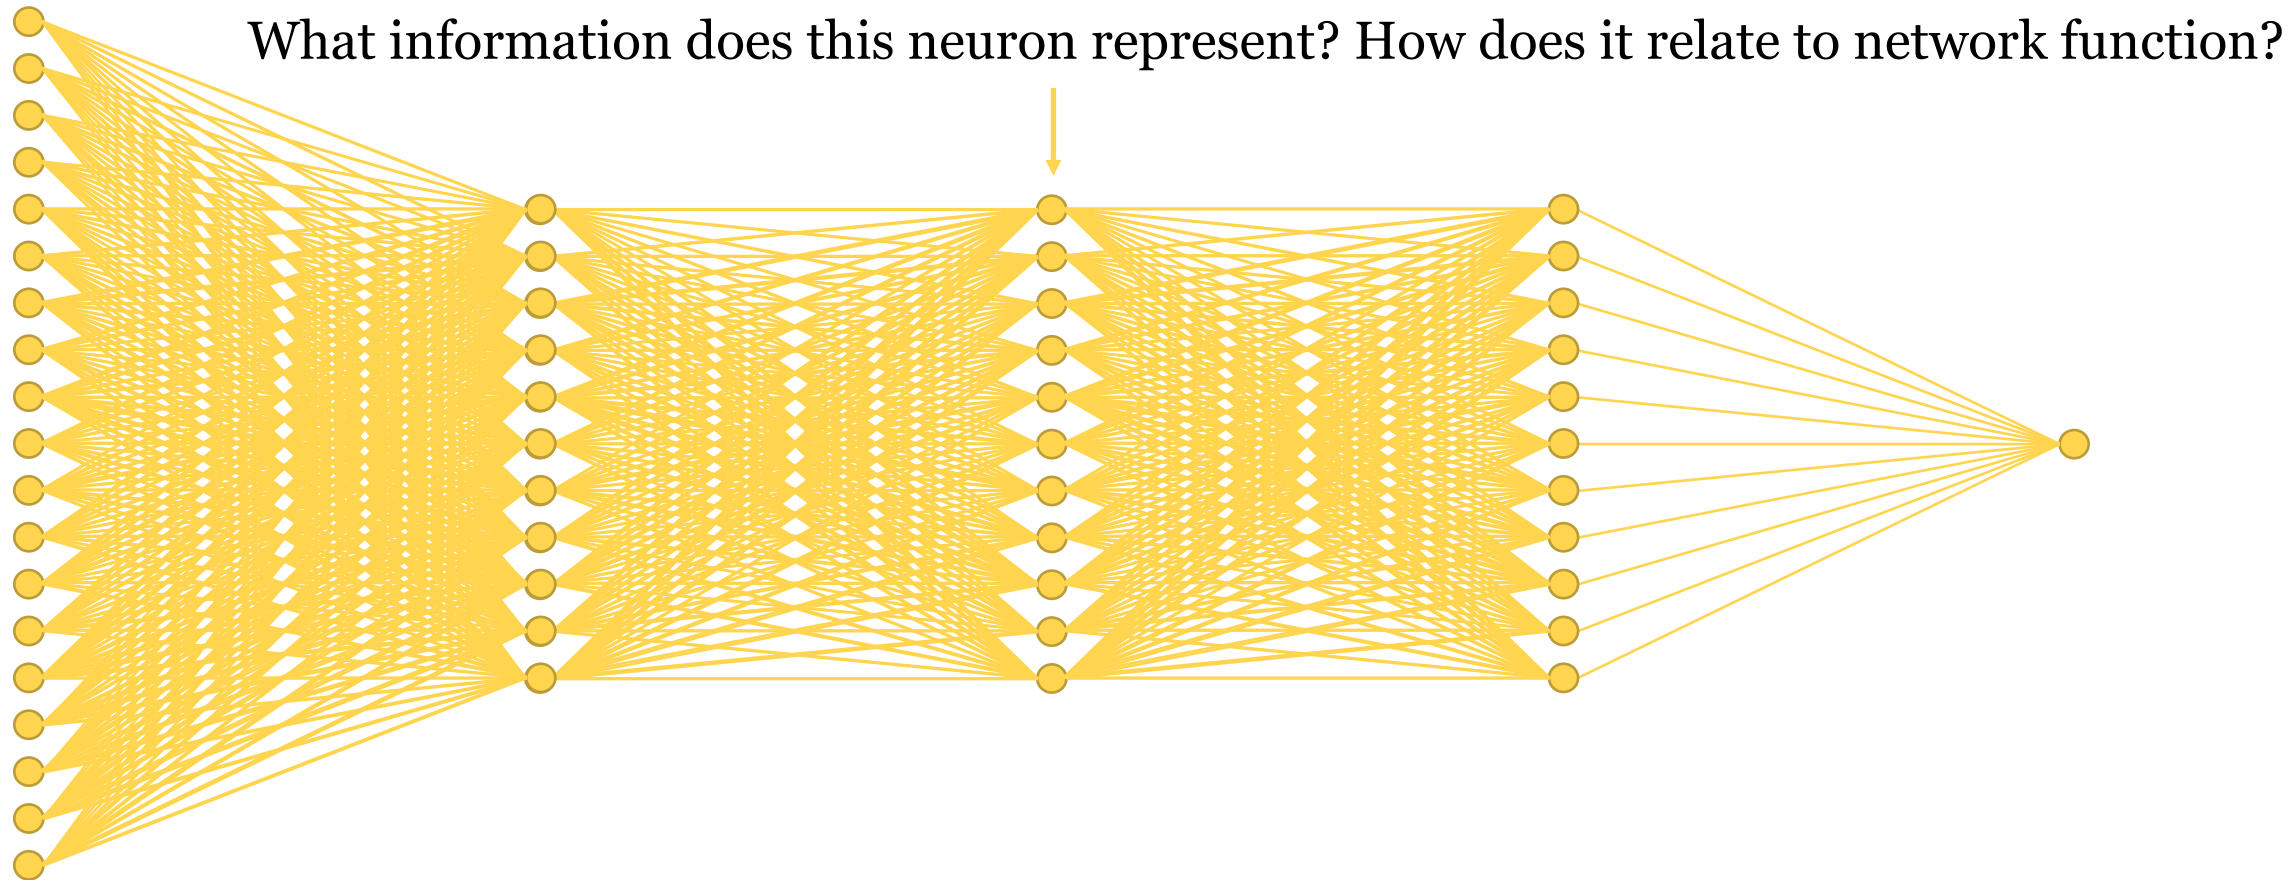 What information does this neuron represent? How does it relate to network function?